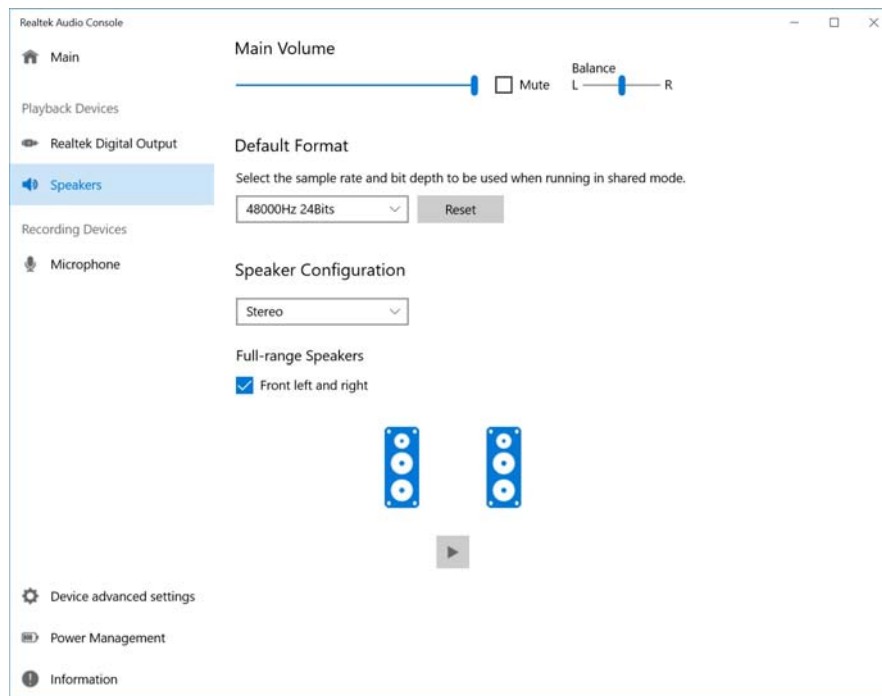 Realtek Audio Console
Main
Playback Devices
Realtek Digital Output
Speakers
Recording Devices
Microphone
Device advanced settings
Power Management
Information
Main Volume
Mute
Balance
L R
Default Format
Select the sample rate and bit depth to be used when running in shared mode.
48000Hz 24Bits
Reset
Speaker Configuration
Stereo
Full-range Speakers
Front left and right